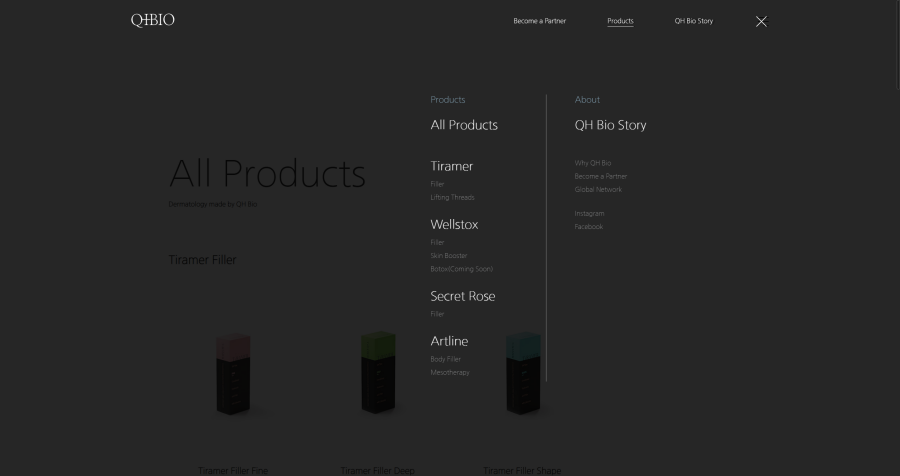 QHBIO
Become a Partner
Products
QH Bio Story
Products
All Products
Tiramer
Filler
Lifting Threads
Wellstox
Filler
Skin Booster
Botox(Coming Soon)
Secret Rose
Filler
Artline
Body Filler
Mesotherapy
About
QH Bio Story
Why QH Bio
Become a Partner
Global Network
Instagram
Facebook
All Products
Dermatology made by QH Bio
Tiramer Filler
Tiramer Filler Fine
Tiramer Filler Deep
Tiramer Filler Shape